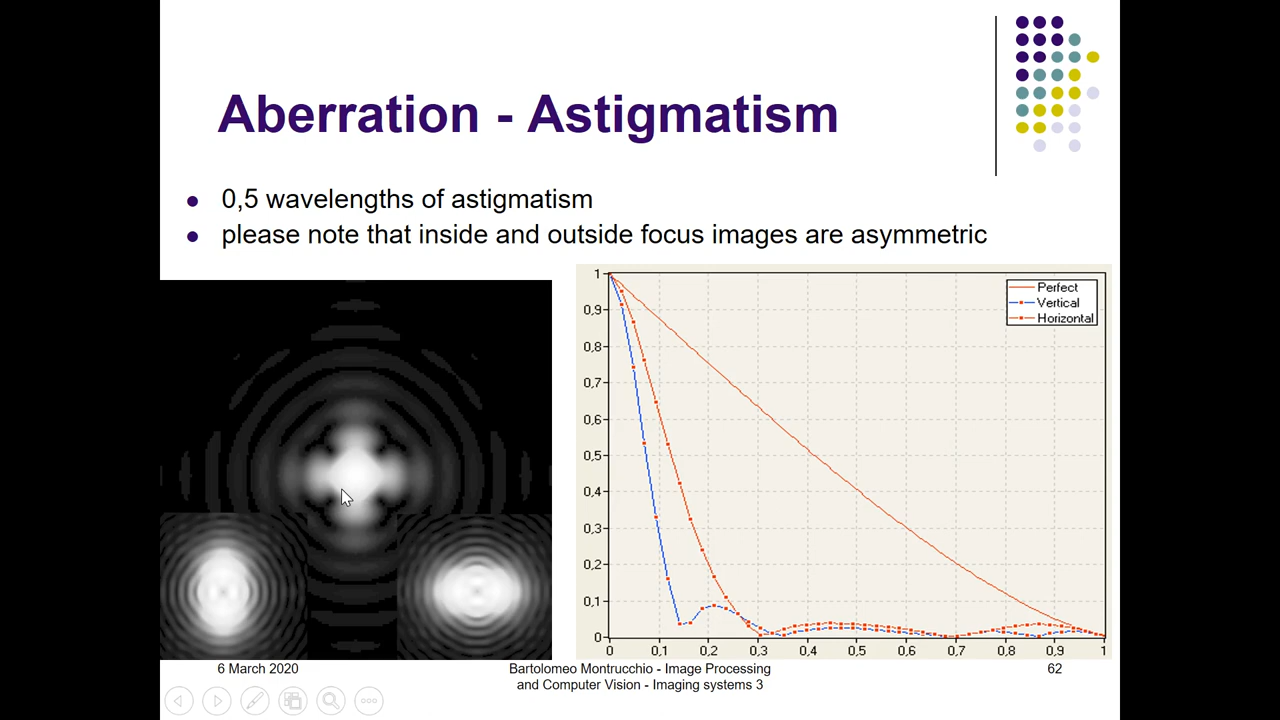 Aberration - Astigmatism
● 0,5 wavelengths of astigmatism
● please note that inside and outside focus images are asymmetric
Perfect
Vertical
Horizontal
1
0,9
0,8
0,7
0,6
0,5
0,4
0,3
0,2
0,1
0
0 0,1 0,2 0,3 0,4 0,5 0,6 0,7 0,8 0,9 1
6 March 2020
Bartolomeo Montrucchio - Image Processing
and Computer Vision - Imaging systems 3
62